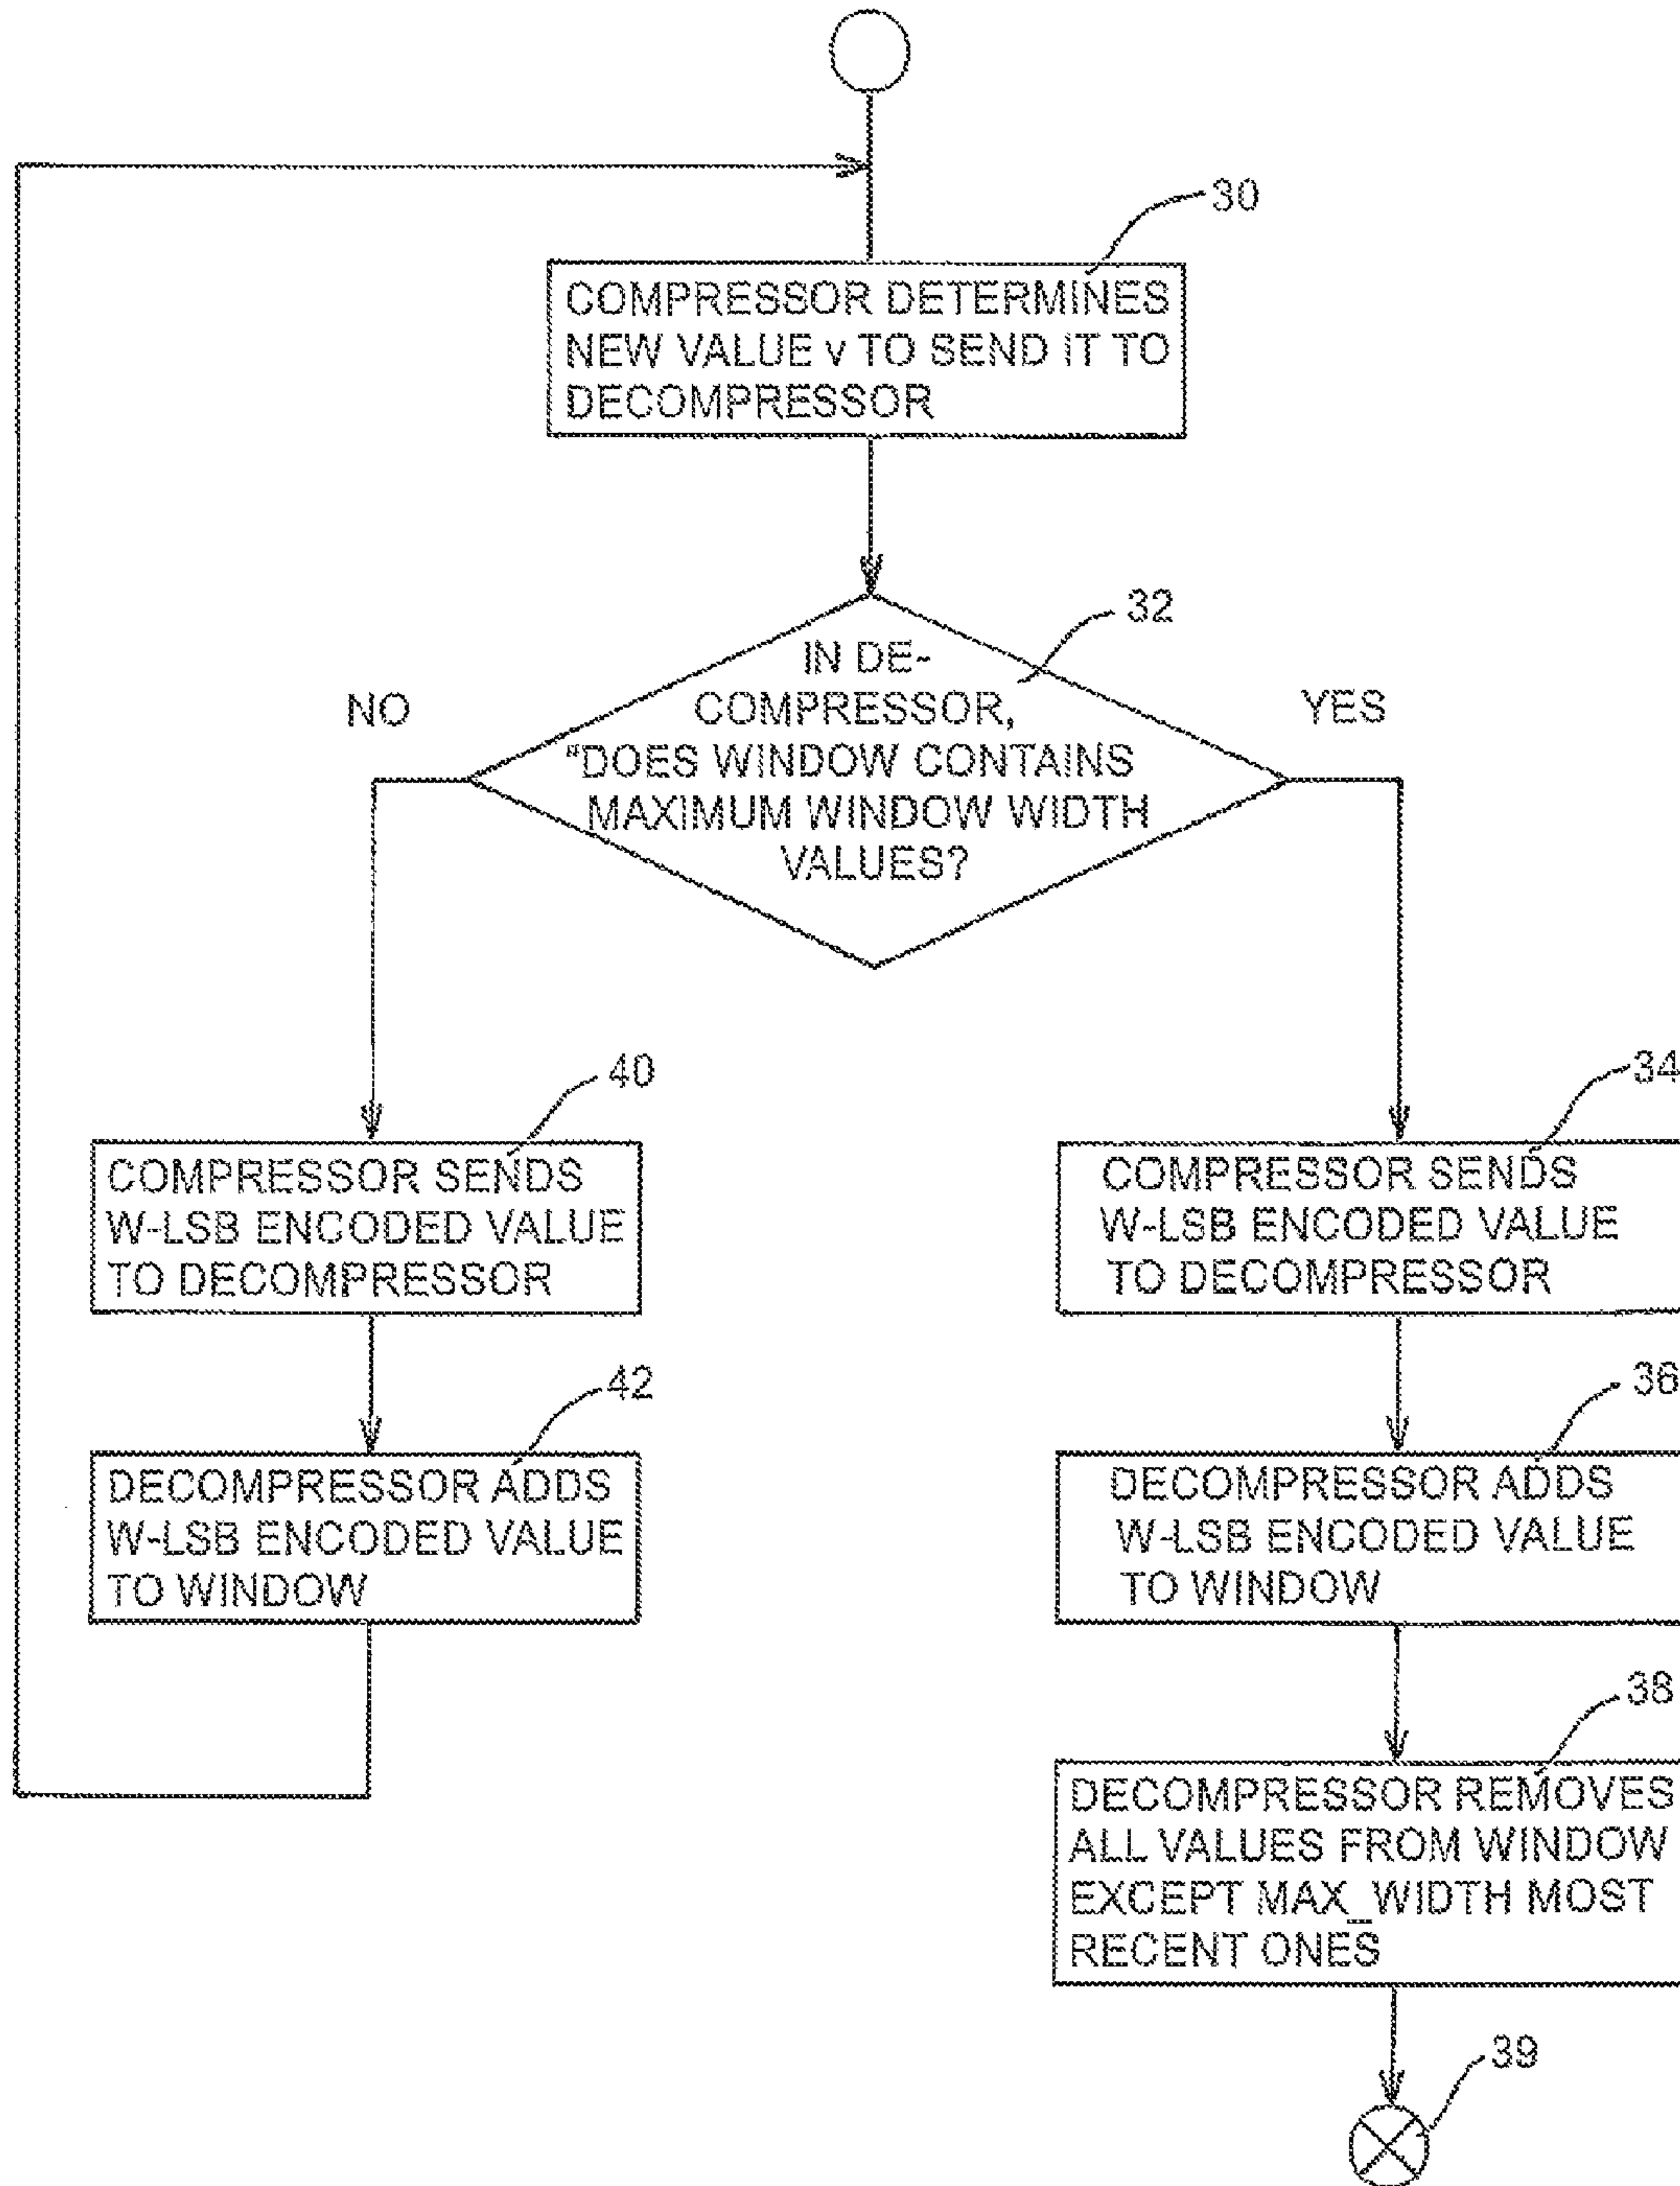 30
COMPRESSOR DETERMINES
NEW VALUE v TO SEND IT TO
DECOMPRESSOR
32
IN DE-
COMPRESSOR,
"DOES WINDOW CONTAINS
MAXIMUM WINDOW WIDTH
VALUES?
NO
YES
40
COMPRESSOR SENDS
W-LSB ENCODED VALUE
TO DECOMPRESSOR
42
DECOMPRESSOR ADDS
W-LSB ENCODED VALUE
TO WINDOW
34
COMPRESSOR SENDS
W-LSB ENCODED VALUE
TO DECOMPRESSOR
36
DECOMPRESSOR ADDS
W-LSB ENCODED VALUE
TO WINDOW
38
DECOMPRESSOR REMOVES
ALL VALUES FROM WINDOW
EXCEPT MAX_WIDTH MOST
RECENT ONES
39